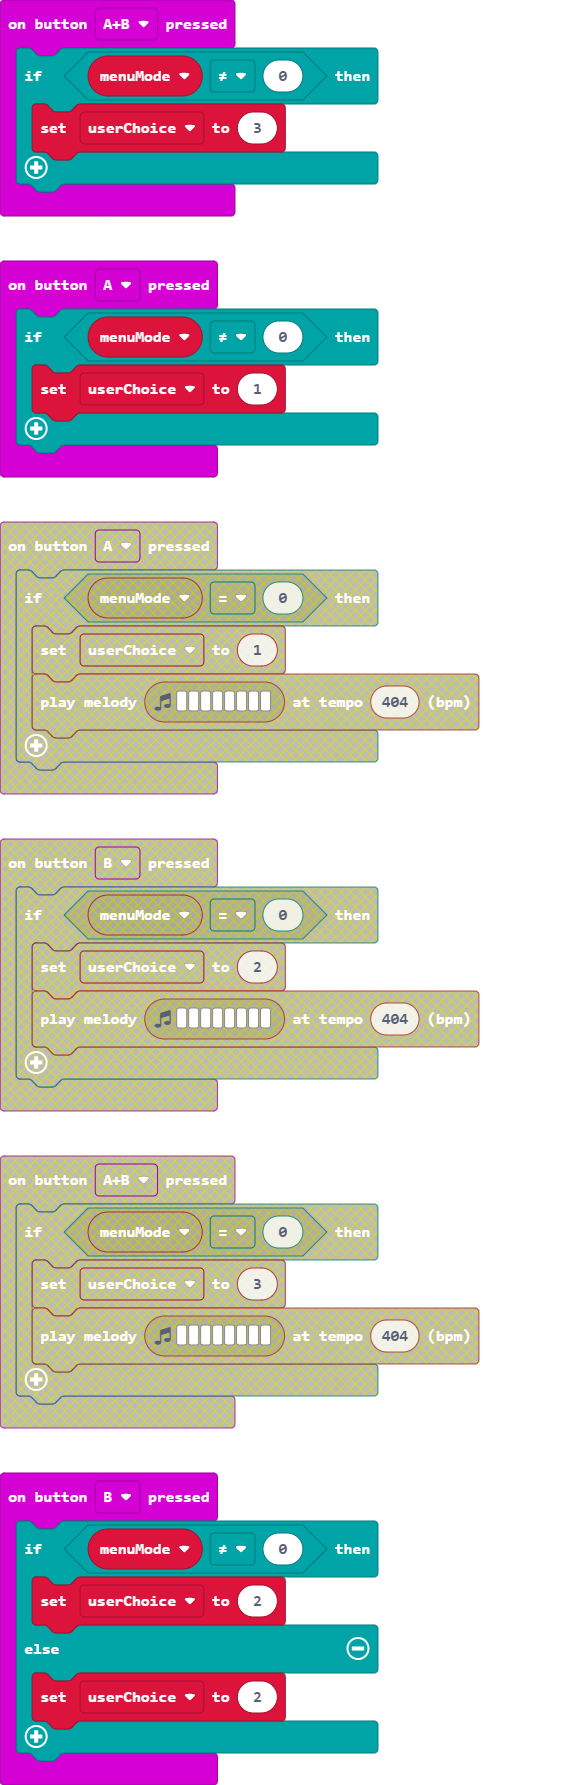 on button A+B pressed
if menuMode ≠ 0 then
set userChoice to 3
on button A pressed
if menuMode ≠ 0 then
set userChoice to 1
on button A pressed
if menuMode = 0 then
set userChoice to 1
play melody at tempo 404 (bpm)
on button B pressed
if menuMode = 0 then
set userChoice to 2
play melody at tempo 404 (bpm)
on button A+B pressed
if menuMode = 0 then
set userChoice to 3
play melody at tempo 404 (bpm)
on button B pressed
if menuMode ≠ 0 then
set userChoice to 2
else
set userChoice to 2